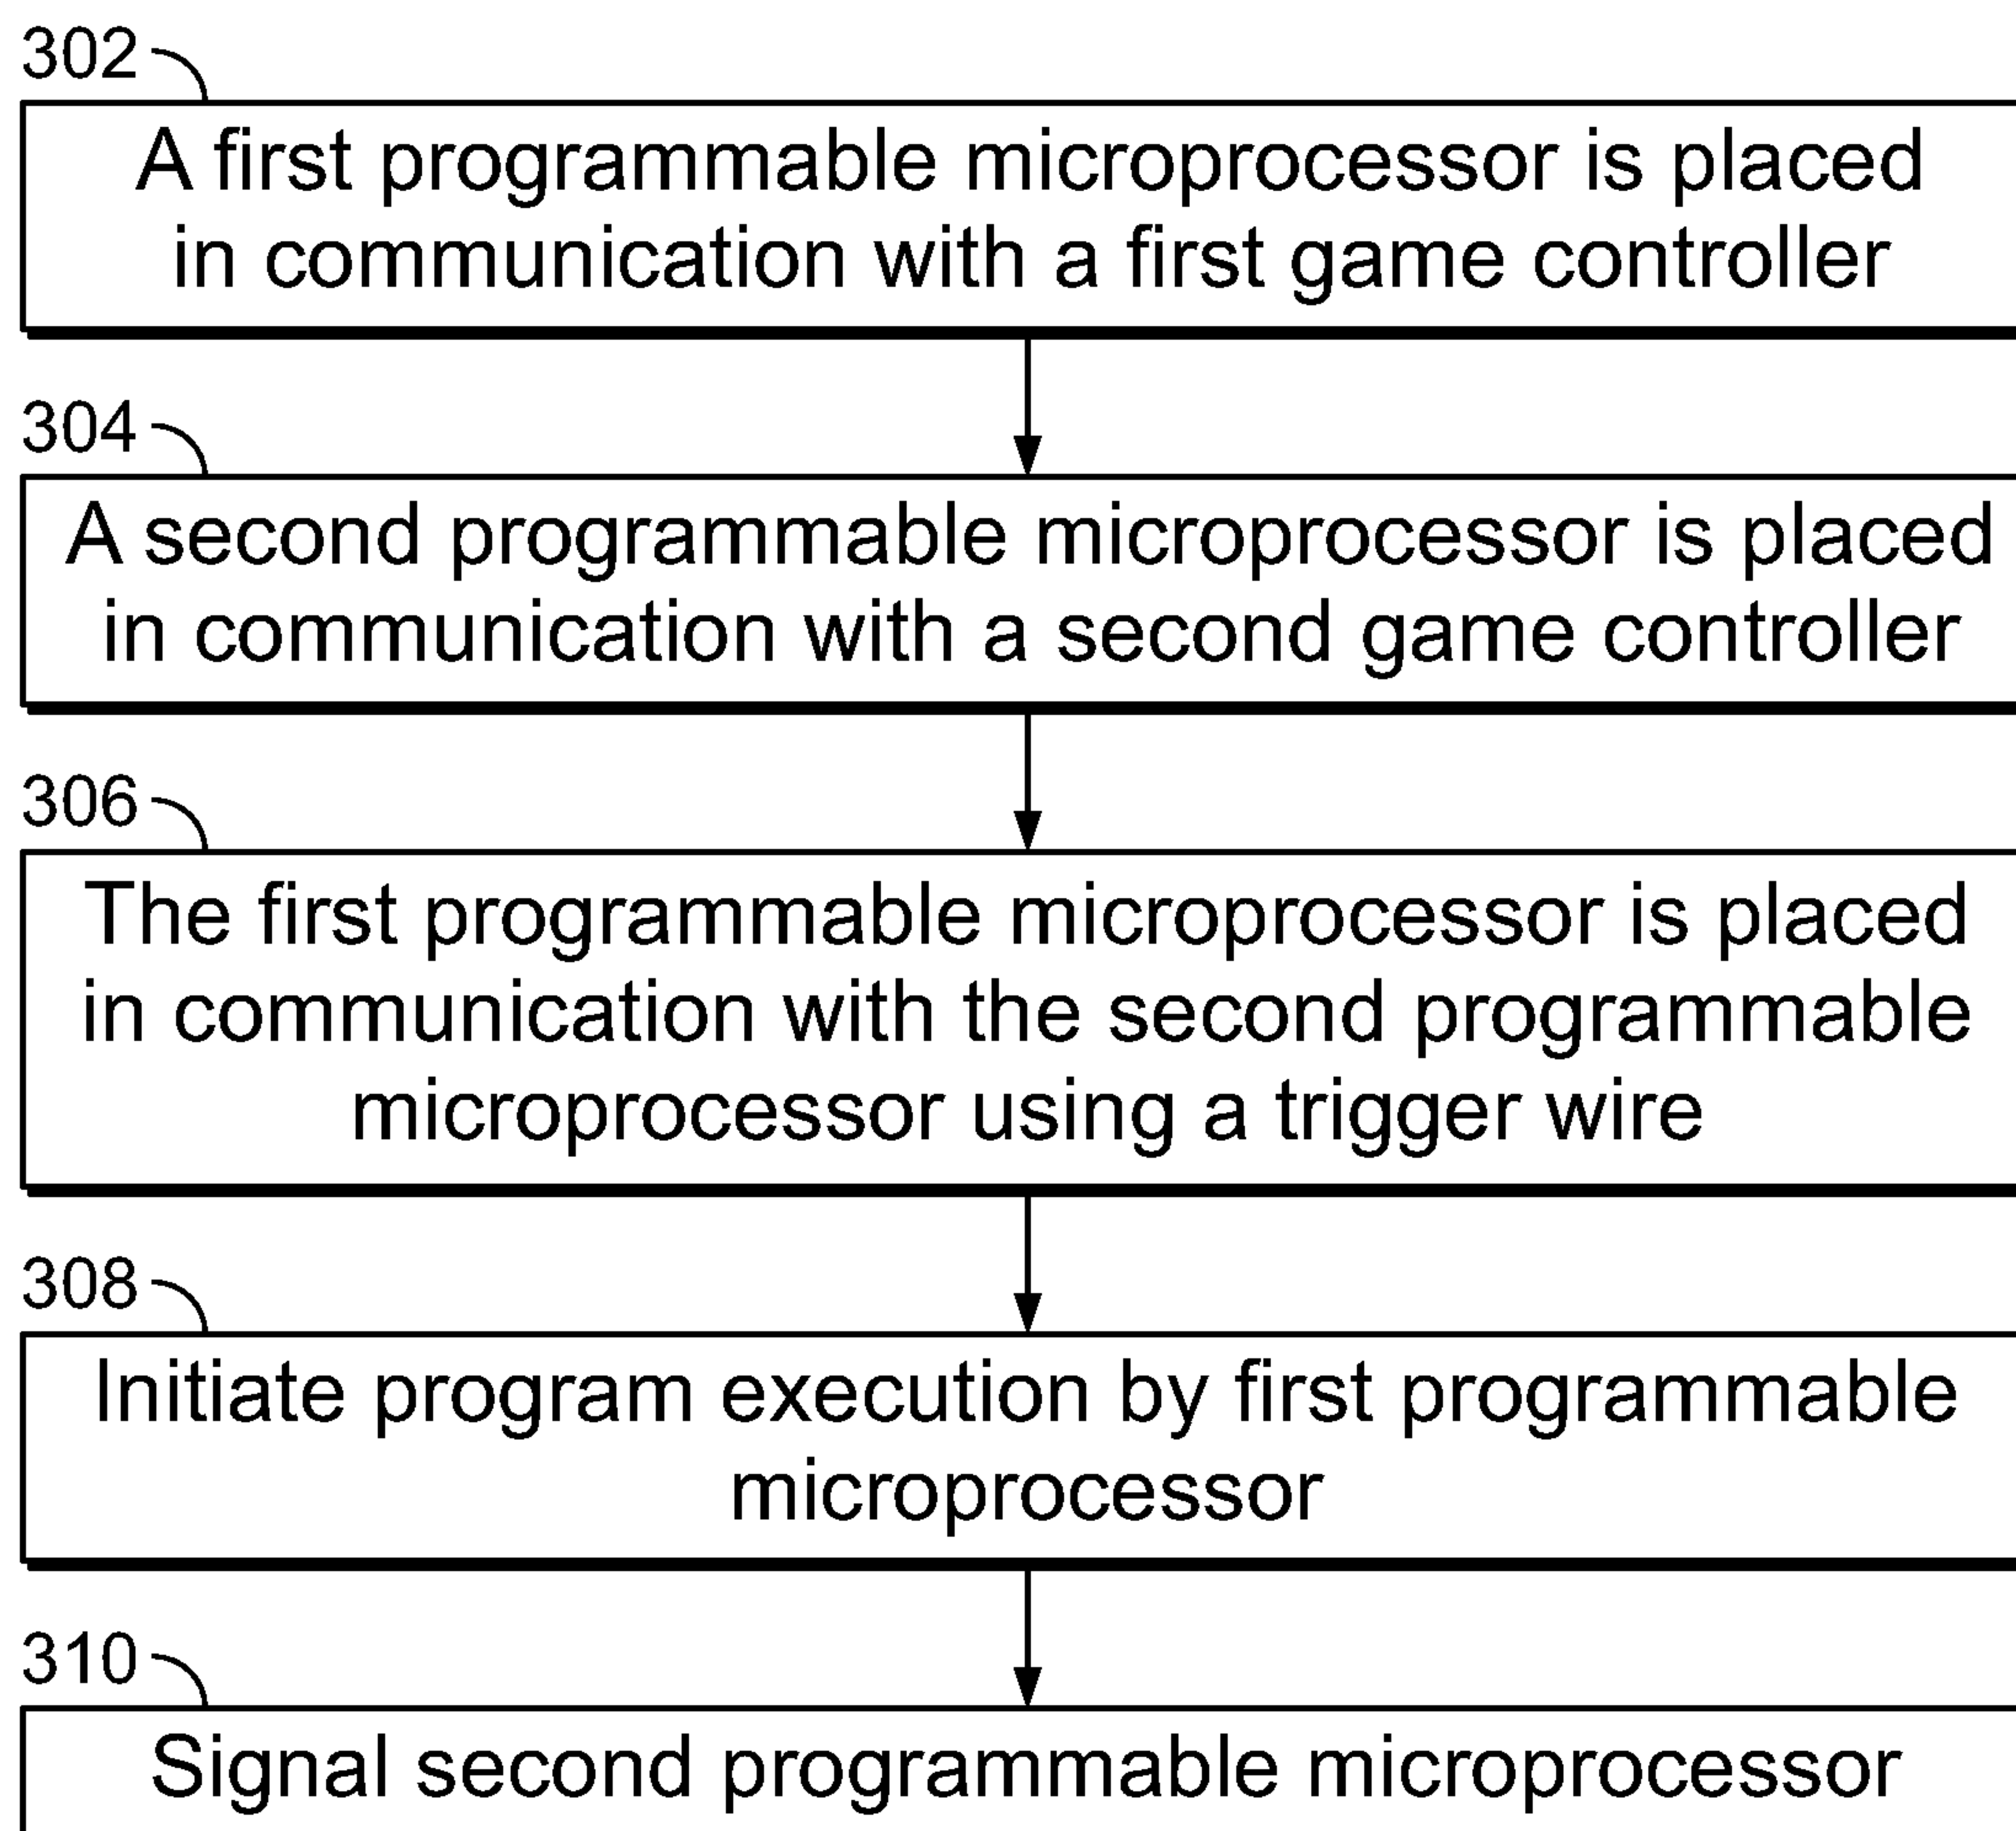 302
A first programmable microprocessor is placed
in communication with a first game controller
304
A second programmable microprocessor is placed
in communication with a second game controller
306
The first programmable microprocessor is placed
in communication with the second programmable
microprocessor using a trigger wire
308
Initiate program execution by first programmable
microprocessor
310
Signal second programmable microprocessor